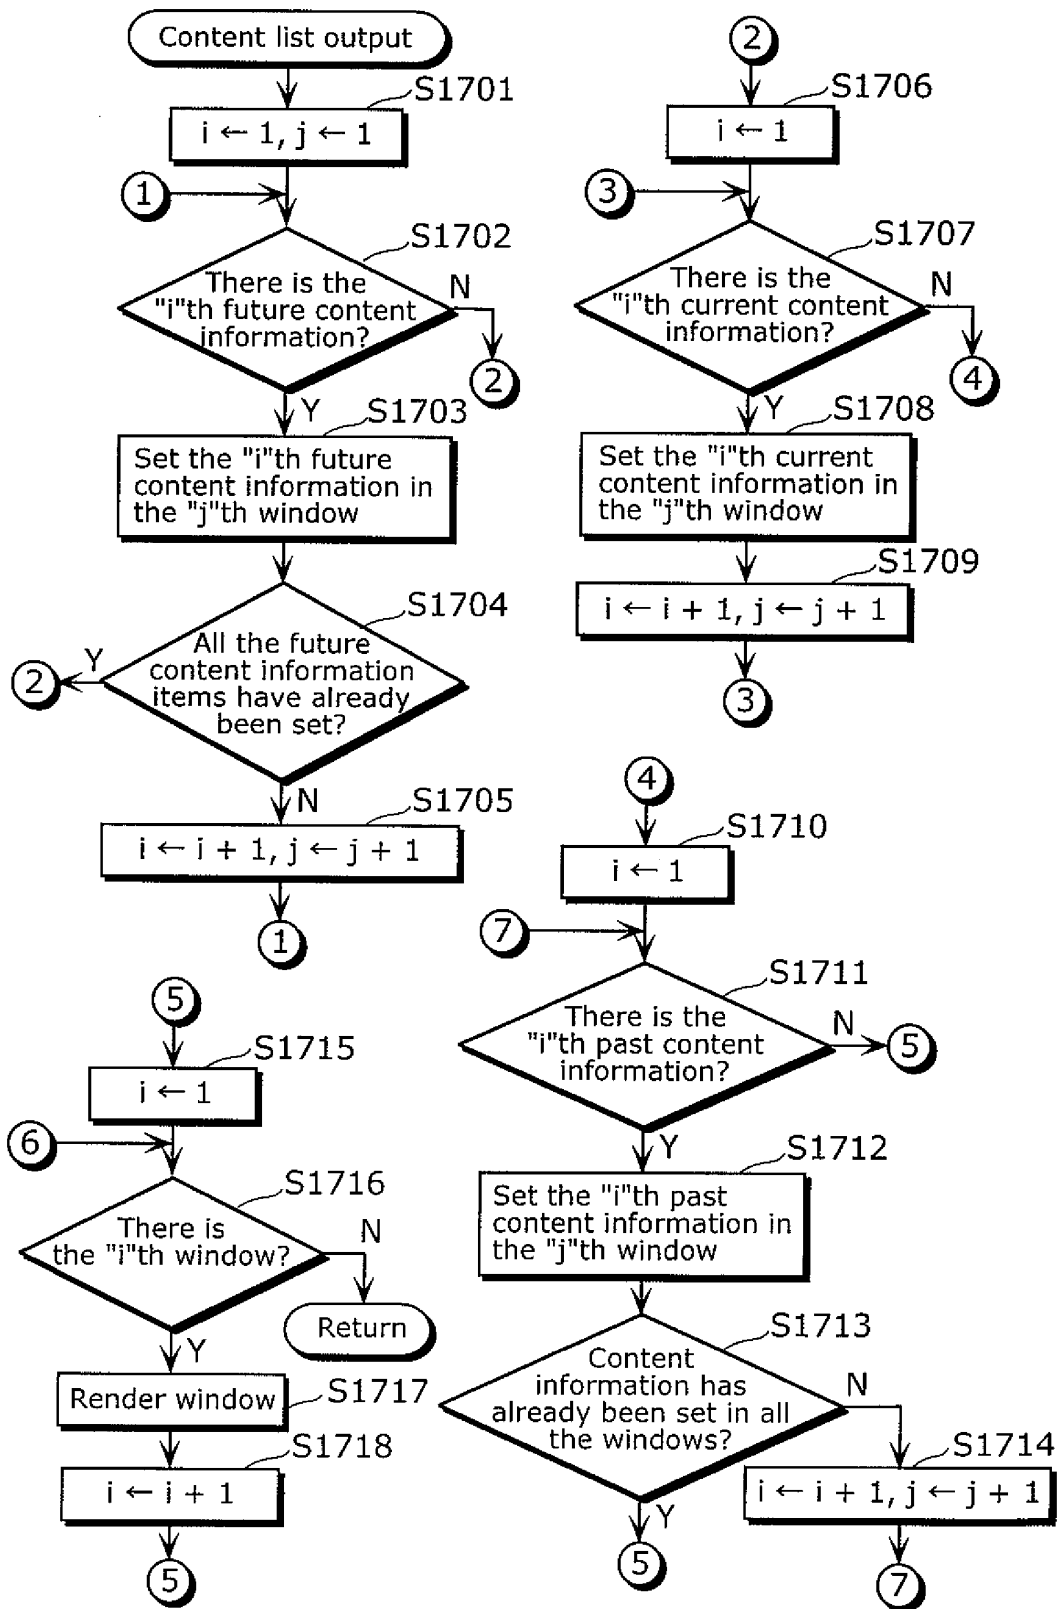 Content list output
S1701
i ← 1, j ← 1
1
S1702
There is the
"i"th future content
information?
N
2
Y
S1703
Set the "i"th future
content information in
the "j"th window
S1704
All the future
content information
items have already
been set?
Y
2
N
S1705
i ← i + 1, j ← j + 1
1
2
S1706
i ← 1
3
S1707
There is the
"i"th current content
information?
N
4
Y
S1708
Set the "i"th current
content information in
the "j"th window
S1709
i ← i + 1, j ← j + 1
3
4
S1710
i ← 1
7
S1711
There is the
"i"th past content
information?
N
5
Y
S1712
Set the "i"th past
content information in
the "j"th window
S1713
Content
information has
already been set in all
the windows?
N
S1714
i ← i + 1, j ← j + 1
7
Y
5
5
S1715
i ← 1
6
S1716
There is
the "i"th window?
N
Return
Y
Render window
S1717
S1718
i ← i + 1
5